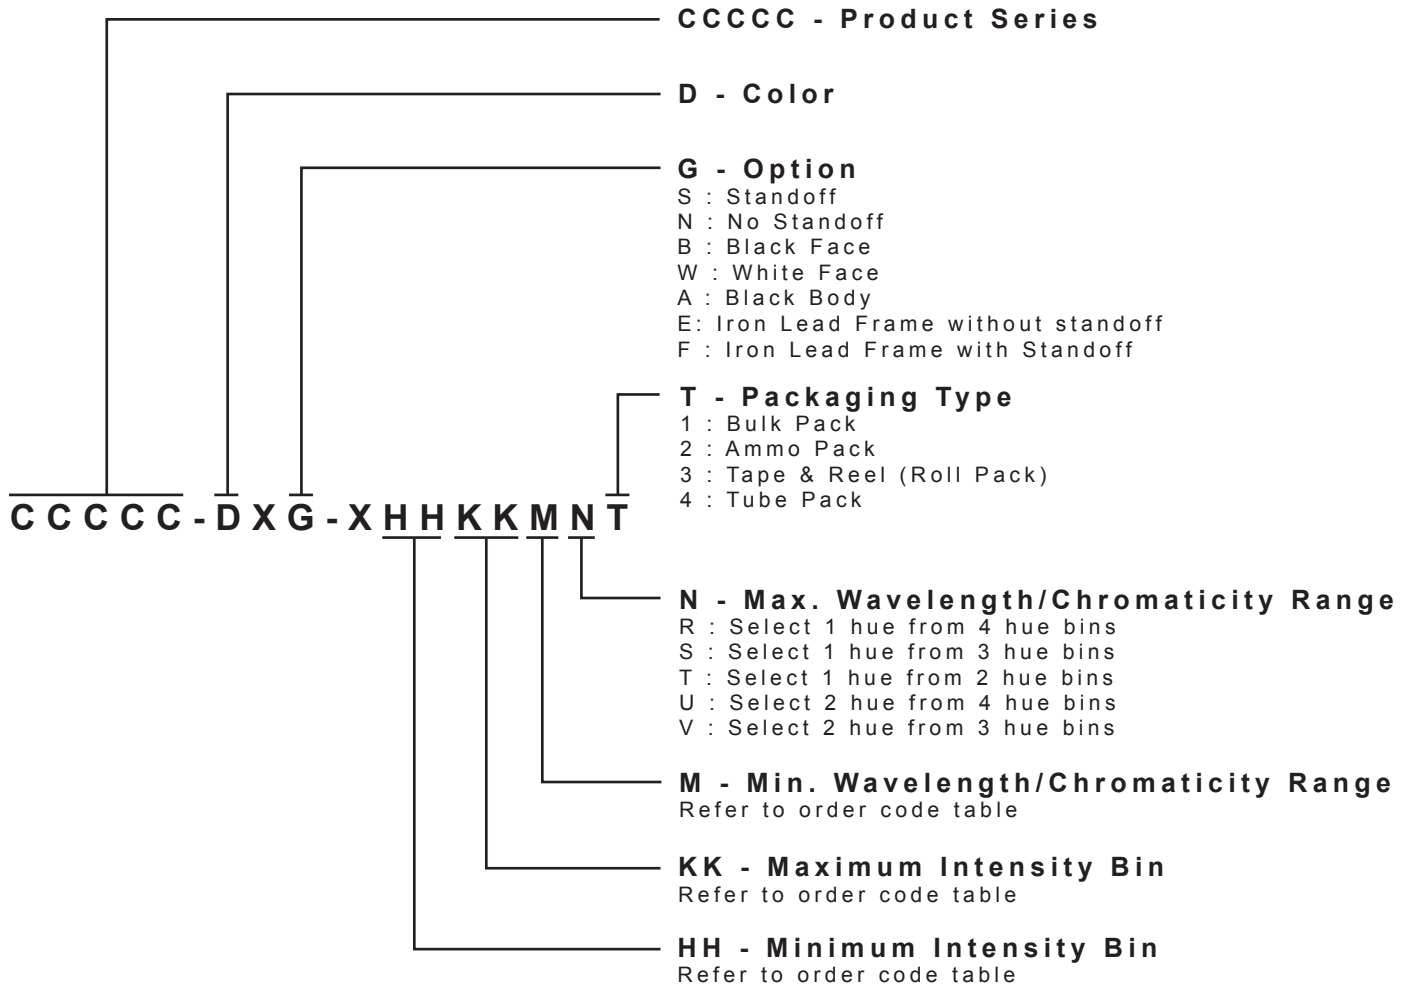 CCCCC - Product Series
D - Color
G - Option
S : Standoff
N : No Standoff
B : Black Face
W : White Face
A : Black Body
E: Iron Lead Frame without standoff
F : Iron Lead Frame with Standoff
T - Packaging Type
1 : Bulk Pack
2 : Ammo Pack
3 : Tape & Reel (Roll Pack)
4 : Tube Pack
CCCCC-DXG-XHHKKMNT
N - Max. Wavelength/Chromaticity Range
R : Select 1 hue from 4 hue bins
S : Select 1 hue from 3 hue bins
T : Select 1 hue from 2 hue bins
U : Select 2 hue from 4 hue bins
V : Select 2 hue from 3 hue bins
M - Min. Wavelength/Chromaticity Range
Refer to order code table
KK - Maximum Intensity Bin
Refer to order code table
HH - Minimum Intensity Bin
Refer to order code table